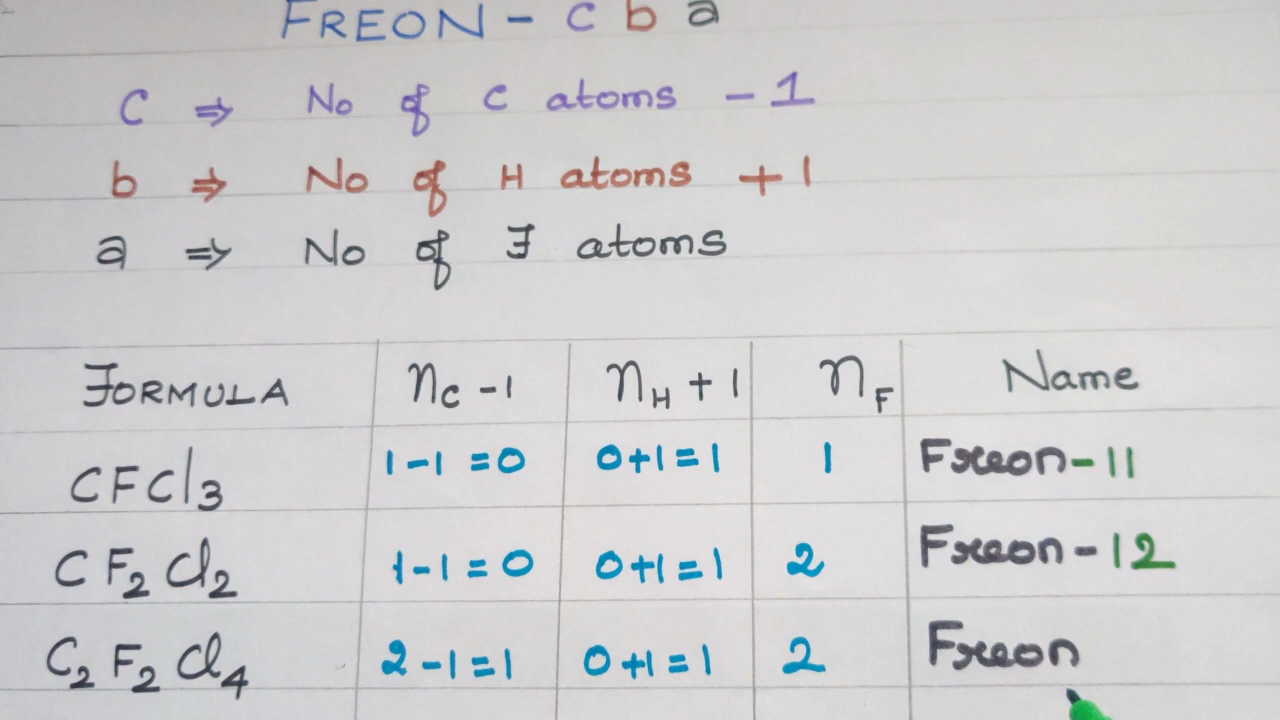 FREON - c b a
C ⇒ No of C atoms - 1
b ⇒ No of H atoms + 1
a ⇒ No of F atoms
FORMULA nC - 1 nH + 1 nF Name
CFCl3 1-1=0 0+1=1 1 Freon-11
CF2Cl2 1-1=0 0+1=1 2 Freon-12
C2F2Cl4 2-1=1 0+1=1 2 Freon